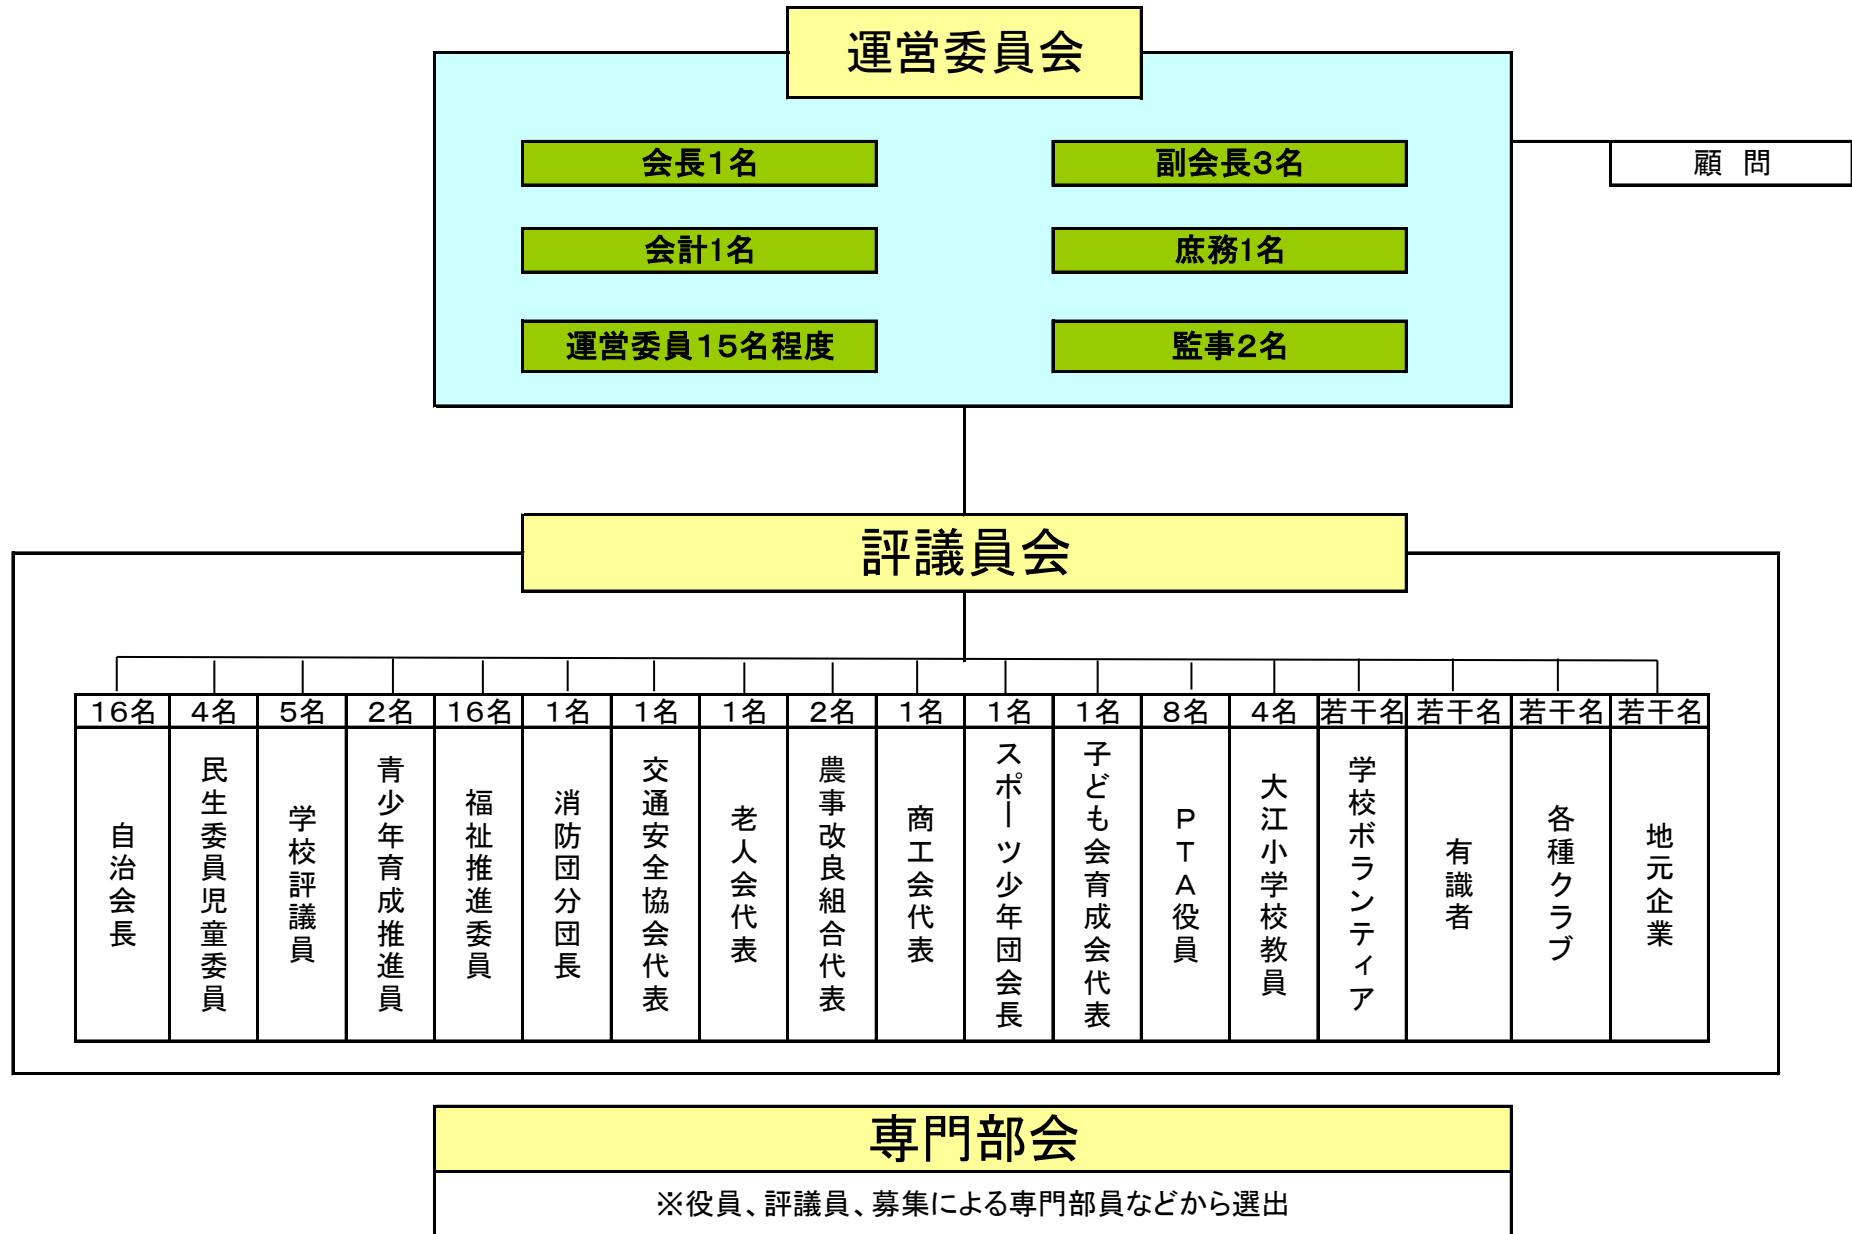 運営委員会
会長1名
副会長3名
顧 問
会計1名
庶務1名
運営委員15名程度
監事2名
評議員会
16名
4名
5名
2名
16名
1名
1名
1名
2名
1名
1名
1名
8名
4名
若干名
若干名
若干名
若干名
自治会長
民生委員児童委員
学校評議員
青少年育成推進員
福祉推進委員
消防団分団長
交通安全協会代表
老人会代表
農事改良組合代表
商工会代表
スポーツ少年団会長
子ども会育成会代表
PTA役員
大江小学校教員
学校ボランティア
有識者
各種クラブ
地元企業
専門部会
※役員、評議員、募集による専門部員などから選出